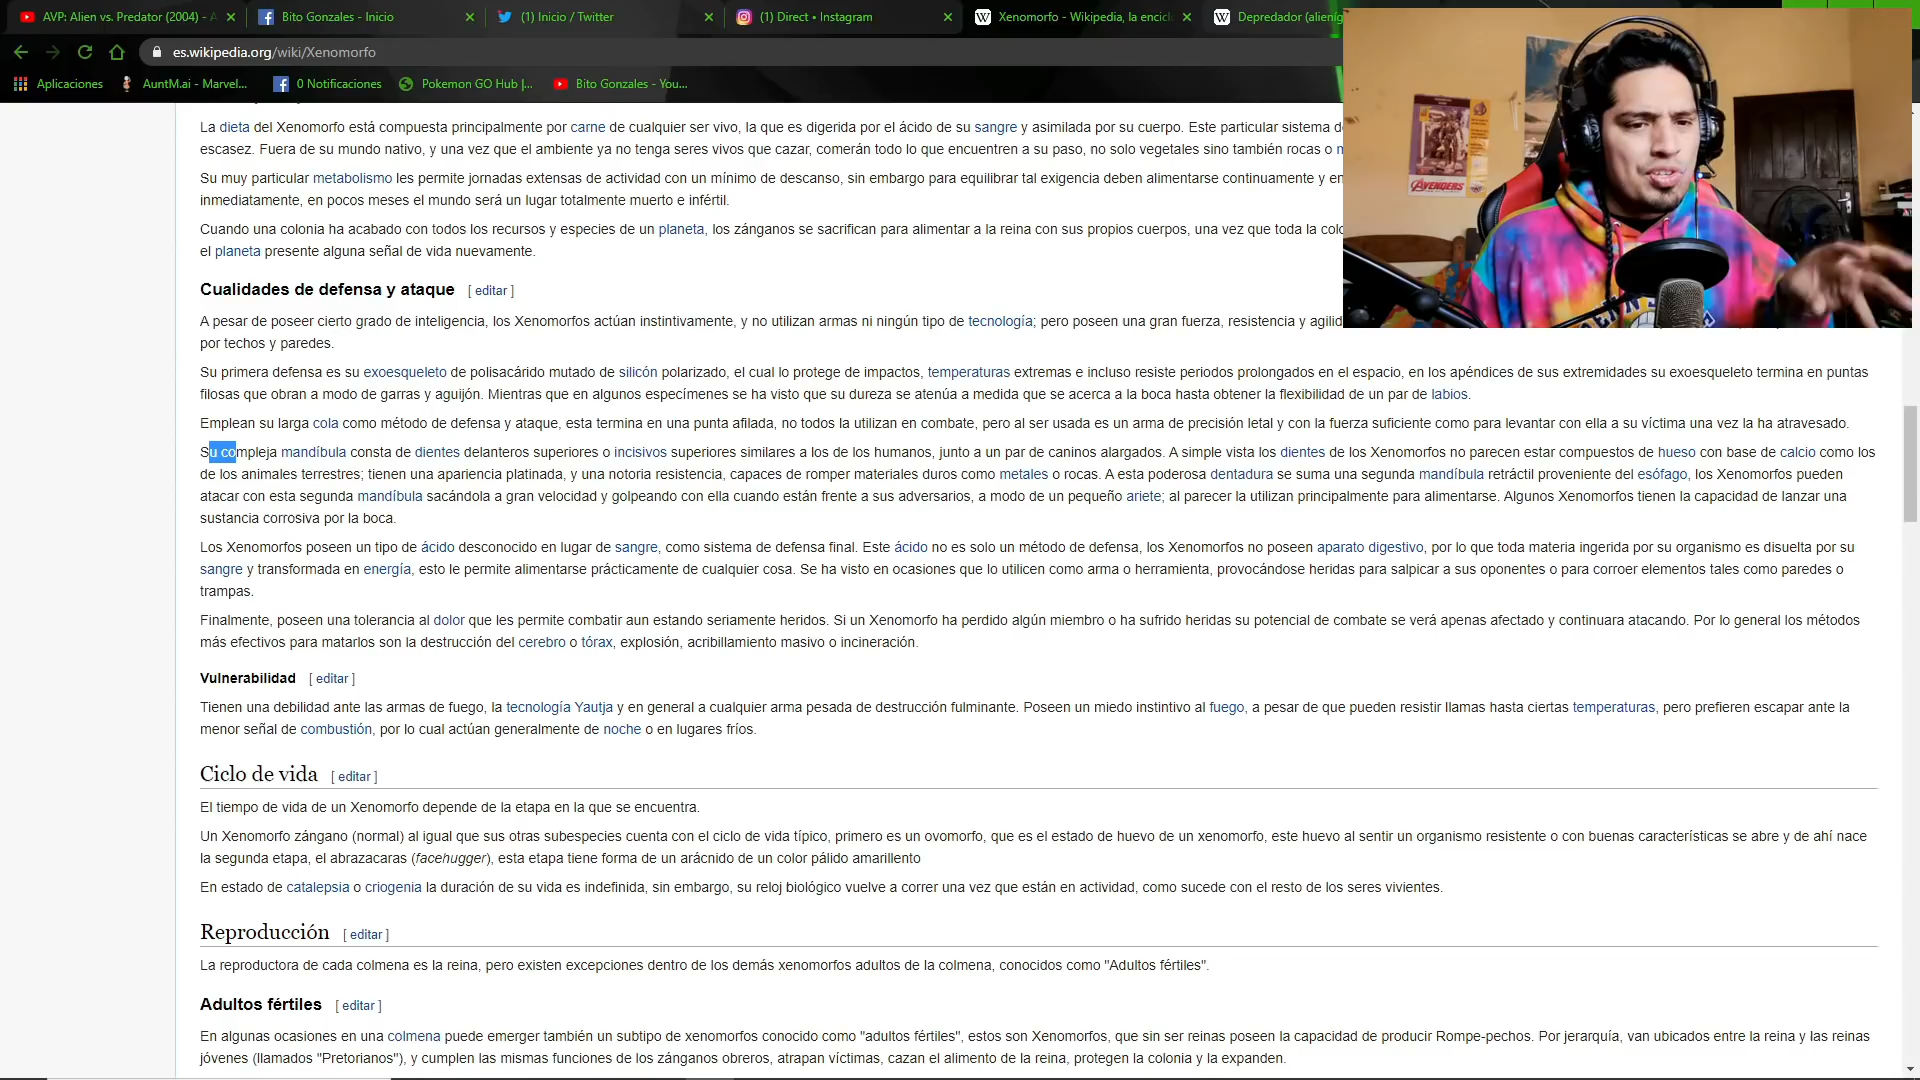 AVP: Alien vs. Predator (2004) -
Bito Gonzales - Inicio
(1) Inicio / Twitter
(1) Direct • Instagram
Xenomorfo - Wikipedia, la encicl
Depredador (alieníg
es.wikipedia.org/wiki/Xenomorfo
Aplicaciones
AuntM.ai - Marvel...
0 Notificaciones
Pokemon GO Hub |...
Bito Gonzales - You...
La dieta del Xenomorfo está compuesta principalmente por carne de cualquier ser vivo, la que es digerida por el ácido de su sangre y asimilada por su cuerpo. Este particular sistema d
escasez. Fuera de su mundo nativo, y una vez que el ambiente ya no tenga seres vivos que cazar, comerán todo lo que encuentren a su paso, no solo vegetales sino también rocas o m
Su muy particular metabolismo les permite jornadas extensas de actividad con un mínimo de descanso, sin embargo para equilibrar tal exigencia deben alimentarse continuamente y en
inmediatamente, en pocos meses el mundo será un lugar totalmente muerto e infértil.
Cuando una colonia ha acabado con todos los recursos y especies de un planeta, los zánganos se sacrifican para alimentar a la reina con sus propios cuerpos, una vez que toda la colo
el planeta presente alguna señal de vida nuevamente.
AVENGERS
Cualidades de defensa y ataque [ editar ]
A pesar de poseer cierto grado de inteligencia, los Xenomorfos actúan instintivamente, y no utilizan armas ni ningún tipo de tecnología; pero poseen una gran fuerza, resistencia y agilid
por techos y paredes.
Su primera defensa es su exoesqueleto de polisacárido mutado de silicón polarizado, el cual lo protege de impactos, temperaturas extremas e incluso resiste periodos prolongados en el espacio, en los apéndices de sus extremidades su exoesqueleto termina en puntas
filosas que obran a modo de garras y aguijón. Mientras que en algunos especímenes se ha visto que su dureza se atenúa a medida que se acerca a la boca hasta obtener la flexibilidad de un par de labios.
Emplean su larga cola como método de defensa y ataque, esta termina en una punta afilada, no todos la utilizan en combate, pero al ser usada es un arma de precisión letal y con la fuerza suficiente como para levantar con ella a su víctima una vez la ha atravesado.
Su compleja mandíbula consta de dientes delanteros superiores o incisivos superiores similares a los de los humanos, junto a un par de caninos alargados. A simple vista los dientes de los Xenomorfos no parecen estar compuestos de hueso con base de calcio como los
de los animales terrestres; tienen una apariencia platinada, y una notoria resistencia, capaces de romper materiales duros como metales o rocas. A esta poderosa dentadura se suma una segunda mandíbula retráctil proveniente del esófago, los Xenomorfos pueden
atacar con esta segunda mandíbula sacándola a gran velocidad y golpeando con ella cuando están frente a sus adversarios, a modo de un pequeño ariete; al parecer la utilizan principalmente para alimentarse. Algunos Xenomorfos tienen la capacidad de lanzar una
sustancia corrosiva por la boca.
Los Xenomorfos poseen un tipo de ácido desconocido en lugar de sangre, como sistema de defensa final. Este ácido no es solo un método de defensa, los Xenomorfos no poseen aparato digestivo, por lo que toda materia ingerida por su organismo es disuelta por su
sangre y transformada en energía, esto le permite alimentarse prácticamente de cualquier cosa. Se ha visto en ocasiones que lo utilicen como arma o herramienta, provocándose heridas para salpicar a sus oponentes o para corroer elementos tales como paredes o
trampas.
Finalmente, poseen una tolerancia al dolor que les permite combatir aun estando seriamente heridos. Si un Xenomorfo ha perdido algún miembro o ha sufrido heridas su potencial de combate se verá apenas afectado y continuara atacando. Por lo general los métodos
más efectivos para matarlos son la destrucción del cerebro o tórax, explosión, acribillamiento masivo o incineración.
Vulnerabilidad [ editar ]
Tienen una debilidad ante las armas de fuego, la tecnología Yautja y en general a cualquier arma pesada de destrucción fulminante. Poseen un miedo instintivo al fuego, a pesar de que pueden resistir llamas hasta ciertas temperaturas, pero prefieren escapar ante la
menor señal de combustión, por lo cual actúan generalmente de noche o en lugares fríos.
Ciclo de vida [ editar ]
El tiempo de vida de un Xenomorfo depende de la etapa en la que se encuentra.
Un Xenomorfo zángano (normal) al igual que sus otras subespecies cuenta con el ciclo de vida típico, primero es un ovomorfo, que es el estado de huevo de un xenomorfo, este huevo al sentir un organismo resistente o con buenas características se abre y de ahí nace
la segunda etapa, el abrazacaras (facehugger), esta etapa tiene forma de un arácnido de un color pálido amarillento
En estado de catalepsia o criogenia la duración de su vida es indefinida, sin embargo, su reloj biológico vuelve a correr una vez que están en actividad, como sucede con el resto de los seres vivientes.
Reproducción [ editar ]
La reproductora de cada colmena es la reina, pero existen excepciones dentro de los demás xenomorfos adultos de la colmena, conocidos como "Adultos fértiles".
Adultos fértiles [ editar ]
En algunas ocasiones en una colmena puede emerger también un subtipo de xenomorfos conocido como "adultos fértiles", estos son Xenomorfos, que sin ser reinas poseen la capacidad de producir Rompe-pechos. Por jerarquía, van ubicados entre la reina y las reinas
jóvenes (llamados "Pretorianos"), y cumplen las mismas funciones de los zánganos obreros, atrapan víctimas, cazan el alimento de la reina, protegen la colonia y la expanden.